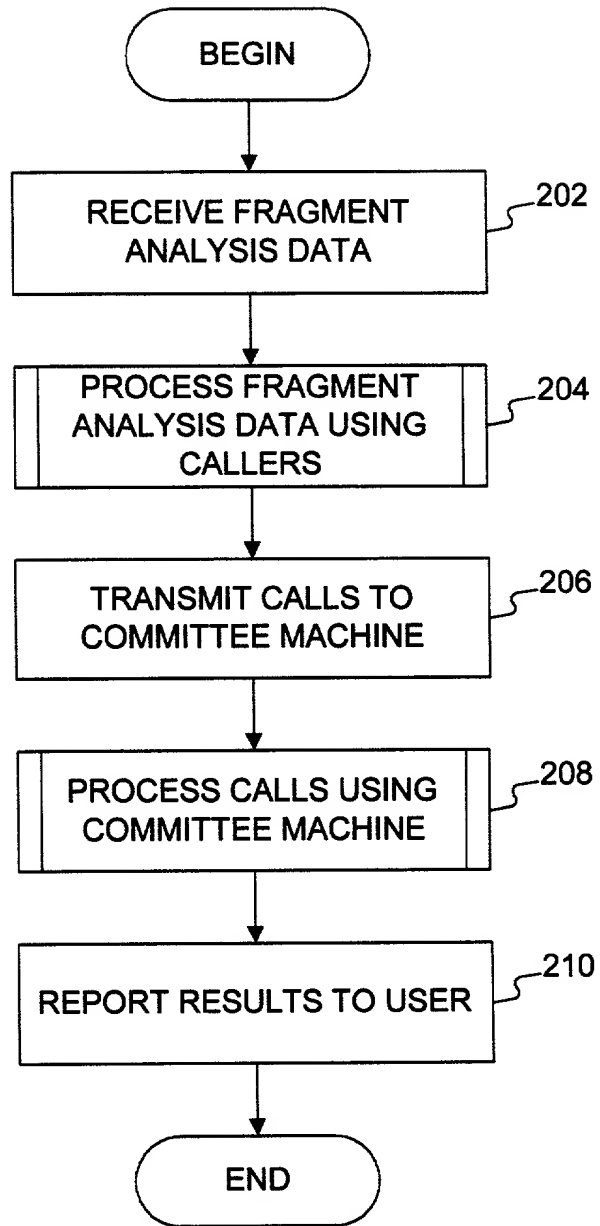 BEGIN
RECEIVE FRAGMENT
ANALYSIS DATA
202
PROCESS FRAGMENT
ANALYSIS DATA USING
CALLERS
204
TRANSMIT CALLS TO
COMMITTEE MACHINE
206
PROCESS CALLS USING
COMMITTEE MACHINE
208
REPORT RESULTS TO USER
210
END